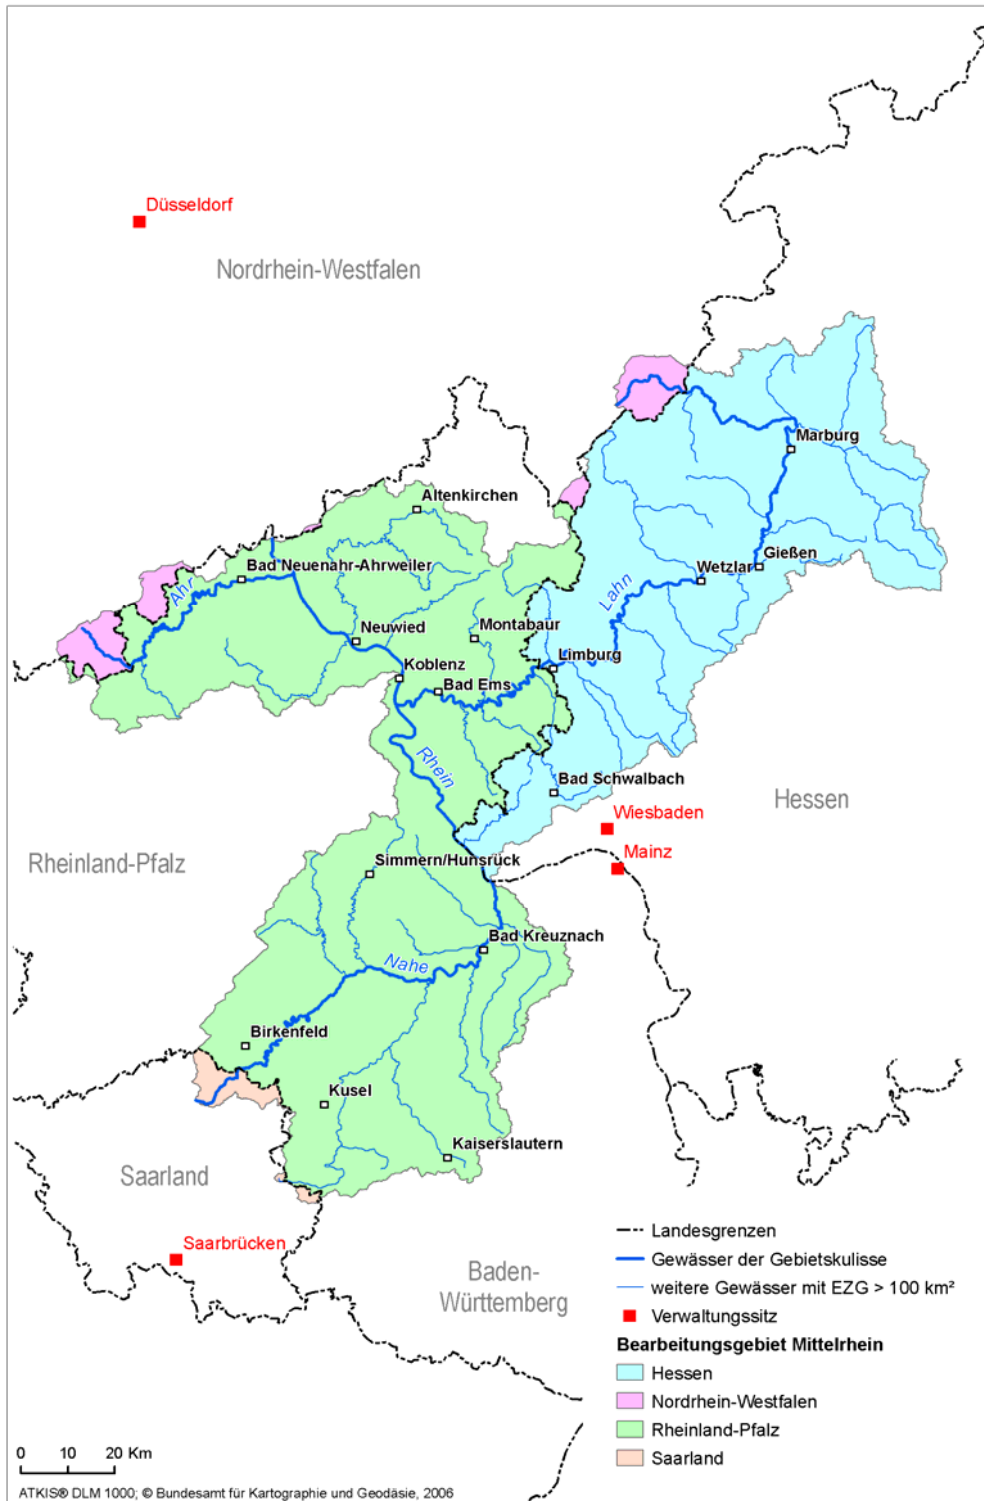 Düsseldorf
Nordrhein-Westfalen
Marburg
Altenkirchen
Gießen
Wetzlar
Bad Neuenahr-Ahrweiler
Ahr
Lahn
Neuwied
Montabaur
Limburg
Koblenz
Bad Ems
Rhein
Bad Schwalbach
Hessen
Wiesbaden
Mainz
Rheinland-Pfalz
Simmern/Hunsrück
Bad Kreuznach
Nahe
Birkenfeld
Kusel
Kaiserslautern
Saarland
Saarbrücken
Baden-
Württemberg
Landesgrenzen
Gewässer der Gebietskulisse
weitere Gewässer mit EZG > 100 km²
Verwaltungssitz
Bearbeitungsgebiet Mittelrhein
Hessen
Nordrhein-Westfalen
Rheinland-Pfalz
Saarland
0 10 20 Km
ATKIS® DLM 1000; © Bundesamt für Kartographie und Geodäsie, 2006